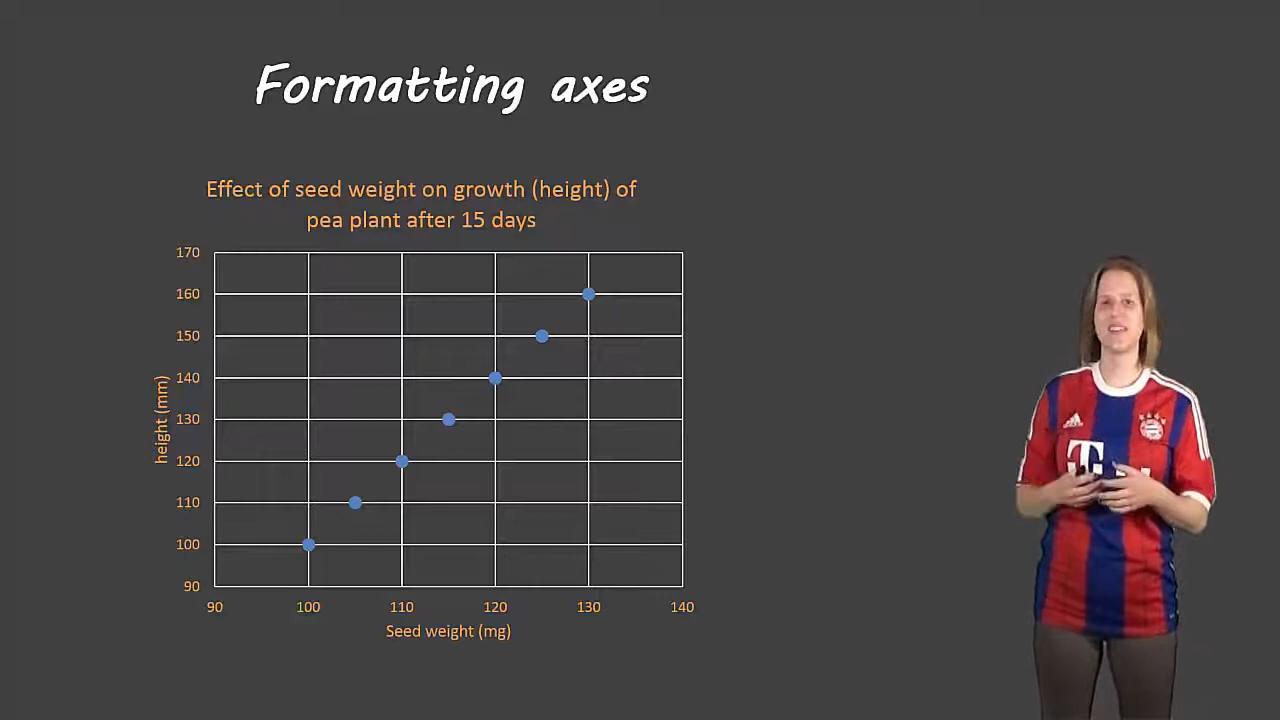 Formatting axes
Effect of seed weight on growth (height) of
pea plant after 15 days
170
160
150
140
130
120
110
100
90
height (mm)
90 100 110 120 130 140
Seed weight (mg)
adidas
T